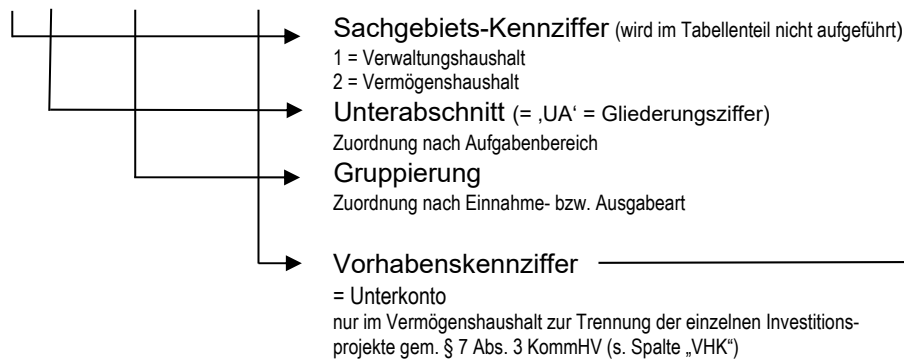 Sachgebiets-Kennziffer (wird im Tabellenteil nicht aufgeführt)
1 = Verwaltungshaushalt
2 = Vermögenshaushalt
Unterabschnitt (= ‚UA‘ = Gliederungsziffer)
Zuordnung nach Aufgabenbereich
Gruppierung
Zuordnung nach Einnahme- bzw. Ausgabeart
Vorhabenskennziffer
= Unterkonto
nur im Vermögenshaushalt zur Trennung der einzelnen Investitions-
projekte gem. § 7 Abs. 3 KommHV (s. Spalte „VHK“)